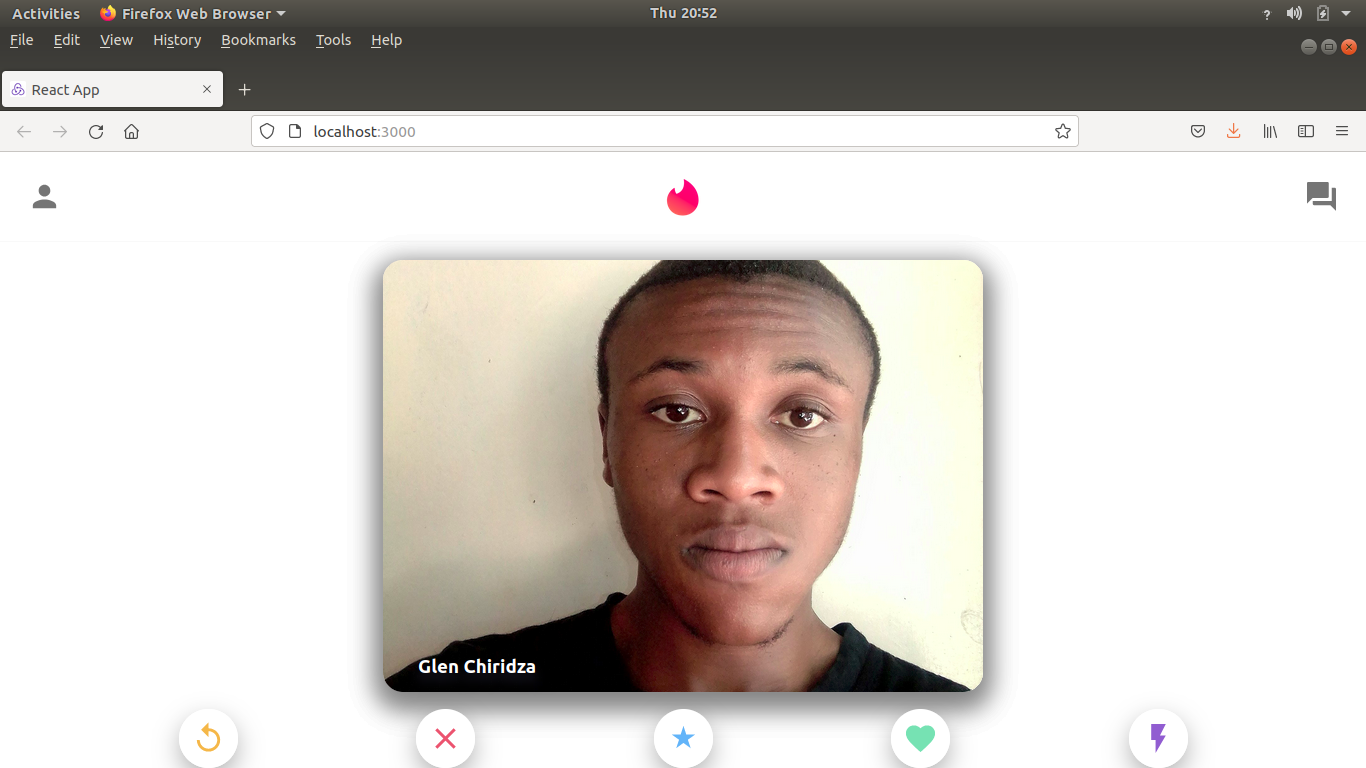 Activities Firefox Web Browser Thu 20:52 ?
File Edit View History Bookmarks Tools Help
React App
localhost:3000
Glen Chiridza